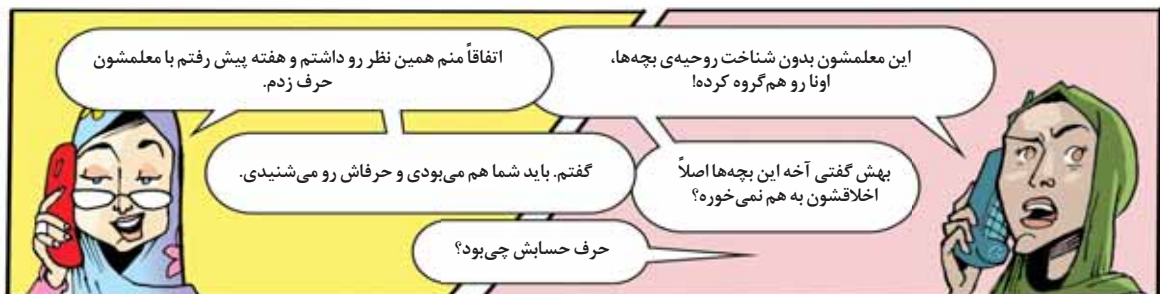 این معلمشون بدون شناخت روحیه‌ی بچه‌ها،
اونا رو هم‌گروه کرده!
اتفاقاً منم همین نظر رو داشتم و هفته پیش رفتم با معلمشون
حرف زدم.
بهش گفتی آخه این بچه‌ها اصلاً
اخلاقشون به هم نمی‌خوره؟
گفتم. باید شما هم می‌بودی و حرفاش رو می‌شنیدی.
حرف حسابش چی‌بود؟